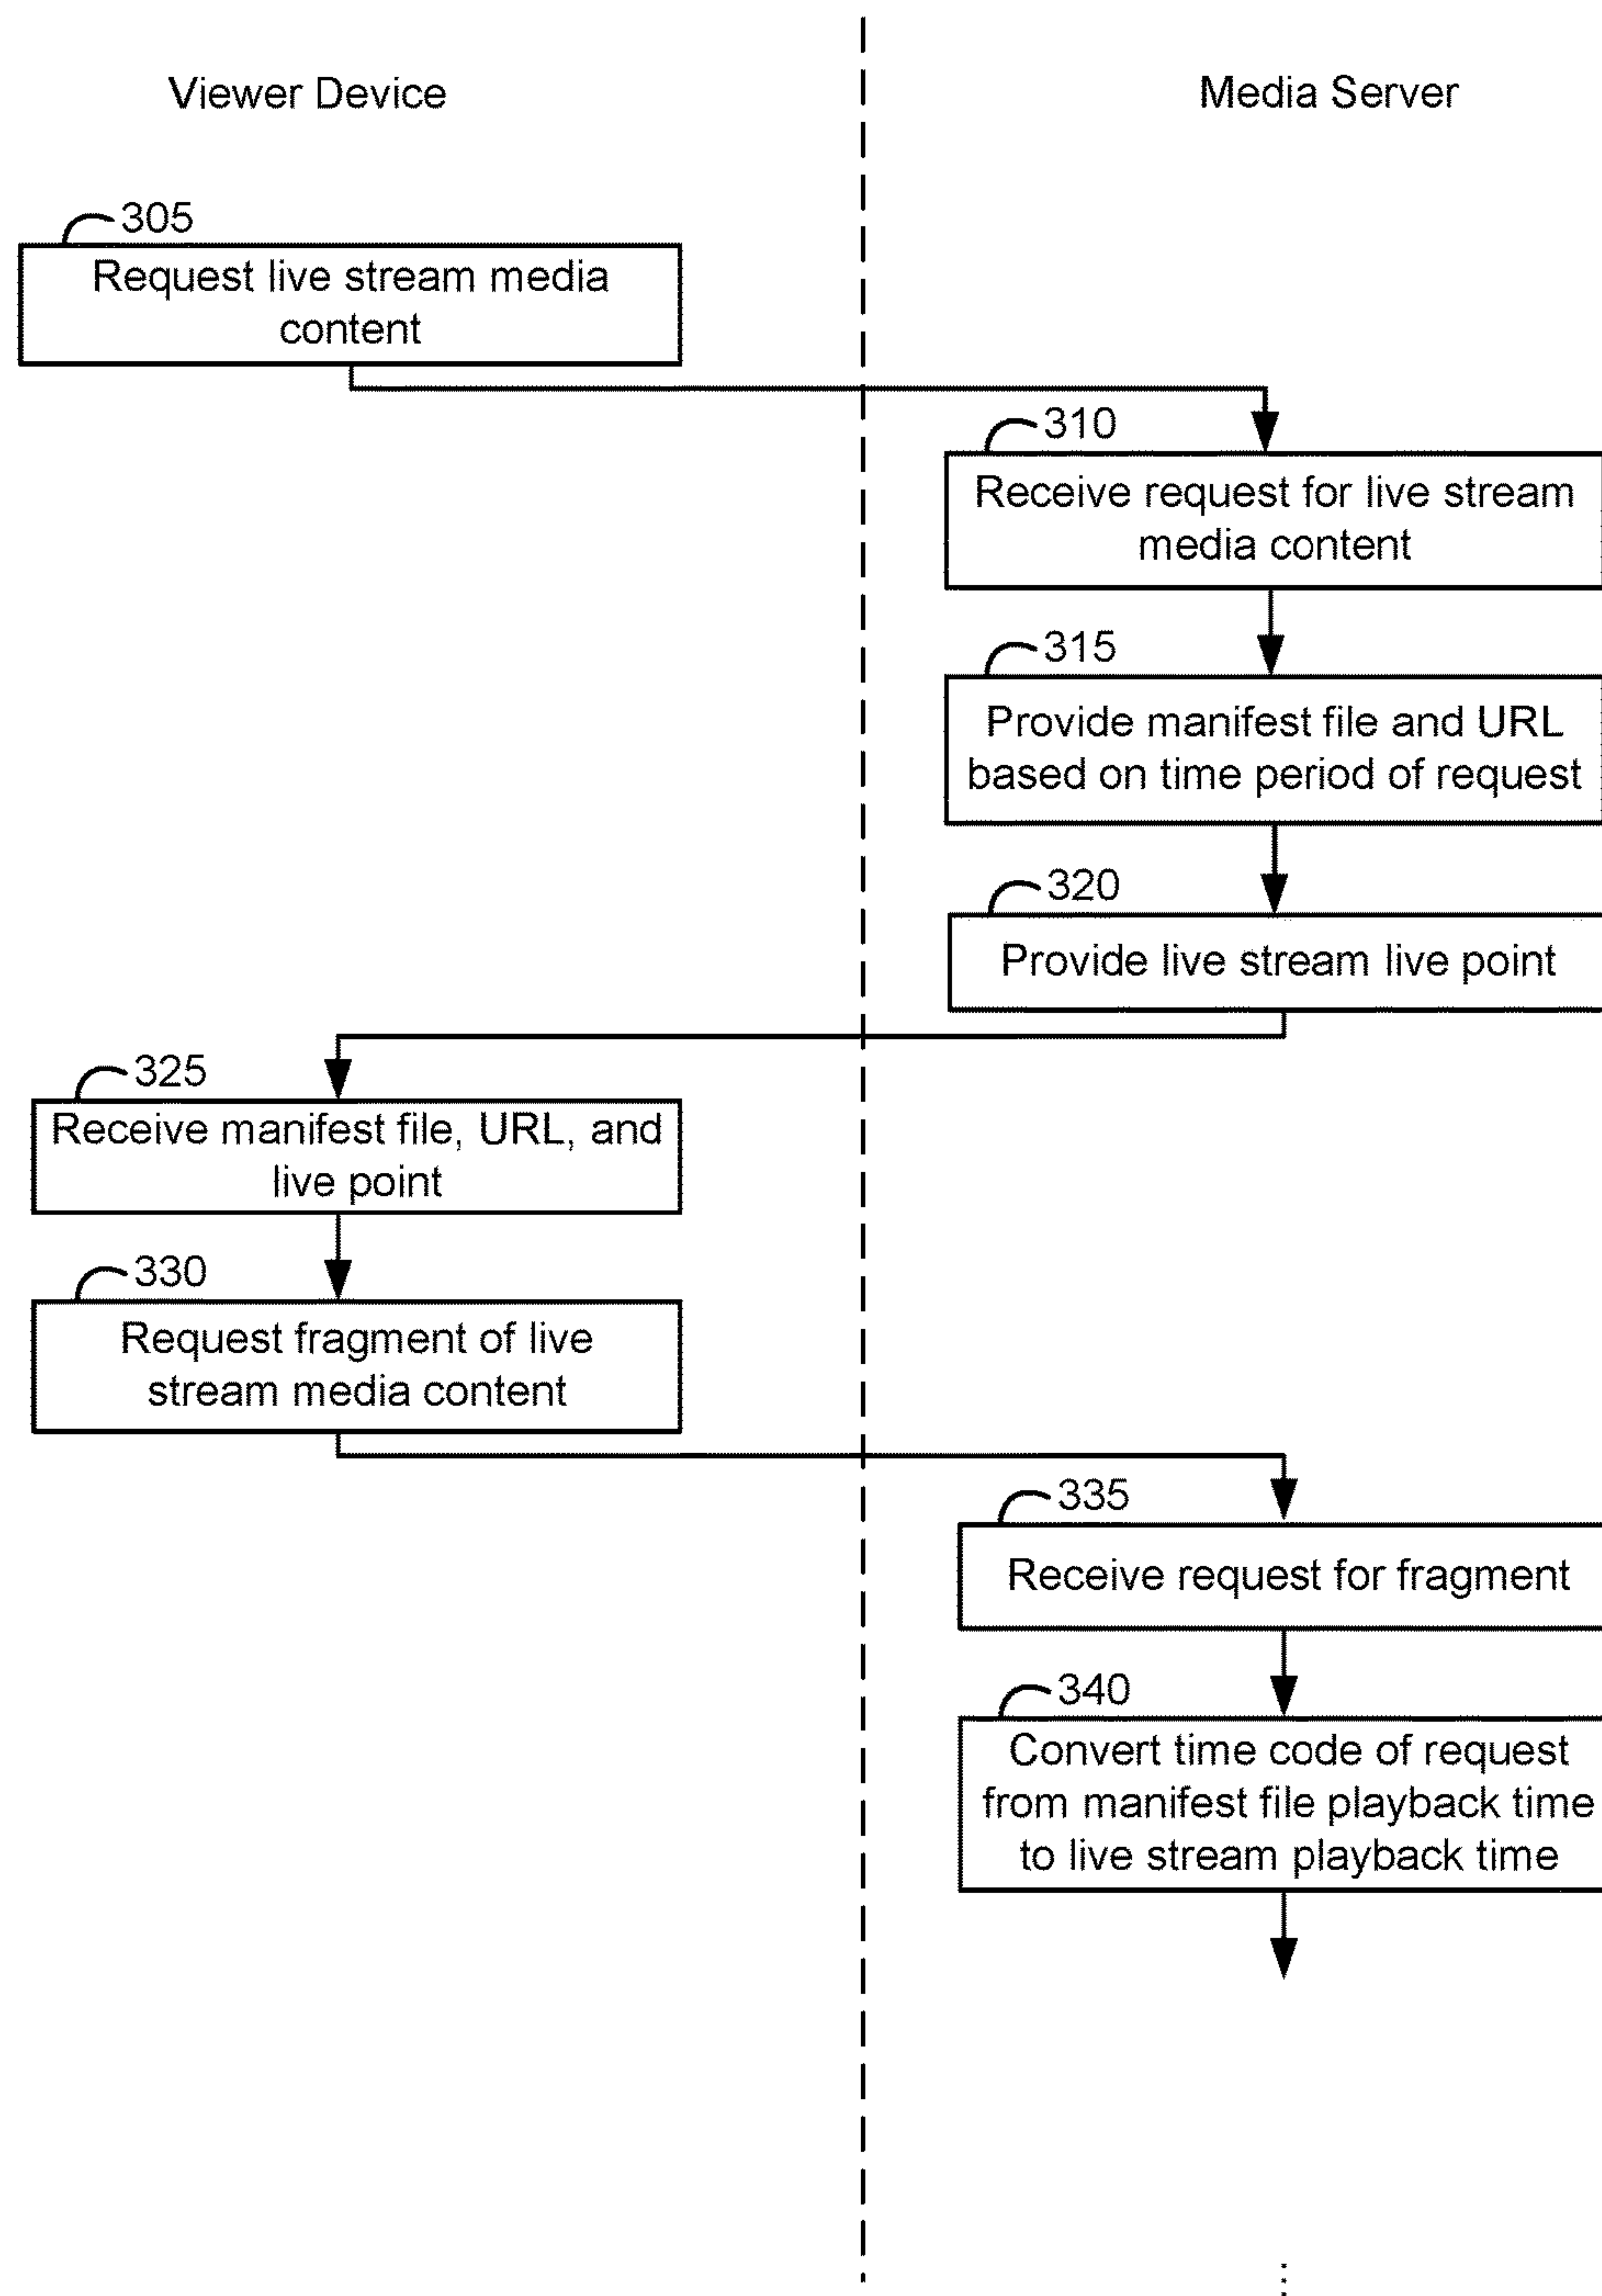 Viewer Device
Media Server
305
Request live stream media
content
310
Receive request for live stream
media content
315
Provide manifest file and URL
based on time period of request
320
Provide live stream live point
325
Receive manifest file, URL, and
live point
330
Request fragment of live
stream media content
335
Receive request for fragment
340
Convert time code of request
from manifest file playback time
to live stream playback time